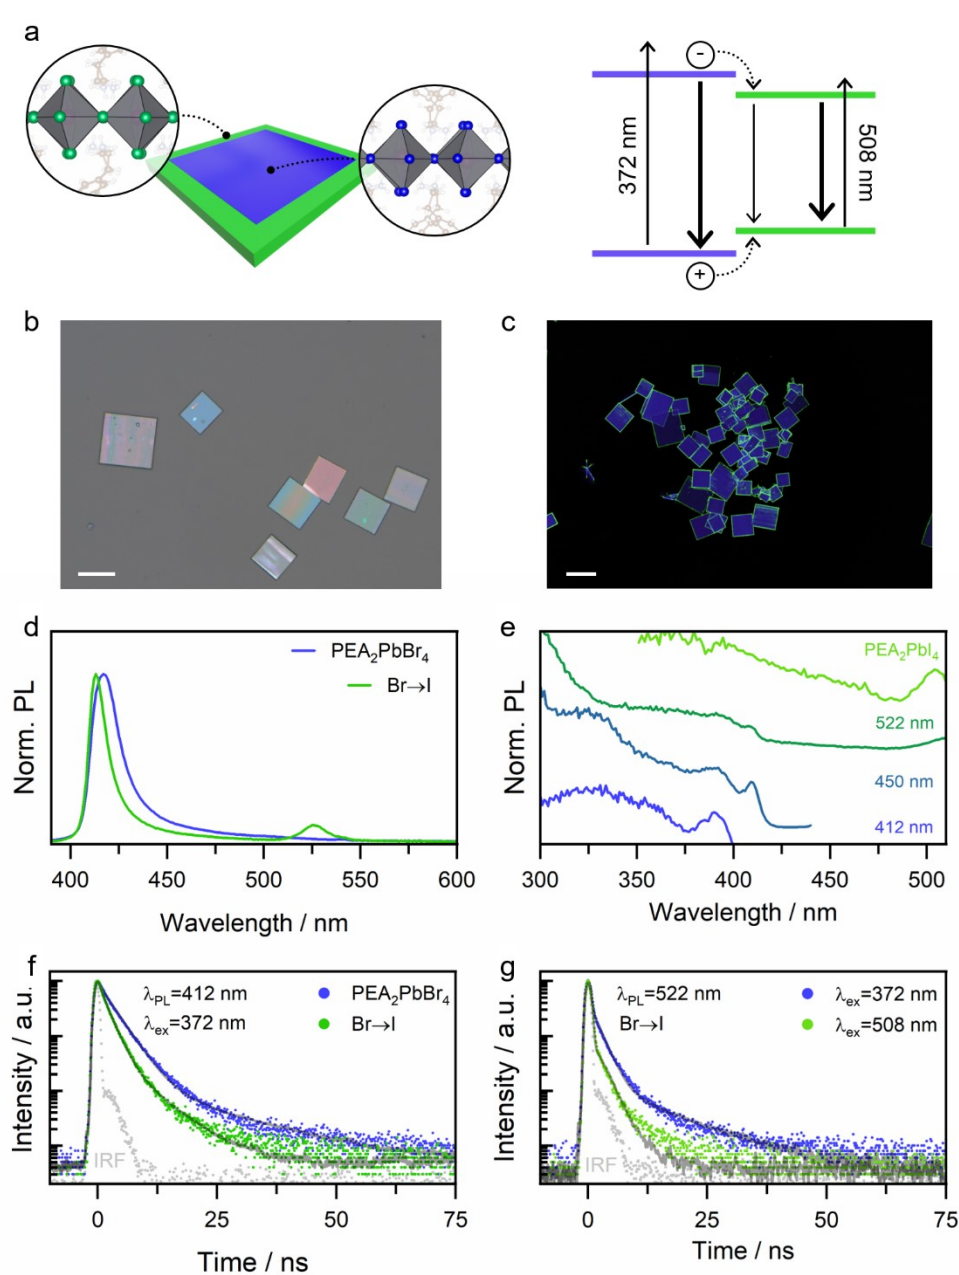 a
372 nm
-
+
508 nm
b
c
d
PEA₂PbBr₄
Br→I
Norm. PL
400
450
500
550
600
Wavelength / nm
e
PEA₂PbI₄
522 nm
450 nm
412 nm
Norm. PL
300
350
400
450
500
Wavelength / nm
f
λPL=412 nm
λex=372 nm
PEA₂PbBr₄
Br→I
IRF
Intensity / a.u.
0
25
50
75
Time / ns
g
λPL=522 nm
Br→I
λex=372 nm
λex=508 nm
IRF
Intensity / a.u.
0
25
50
75
Time / ns